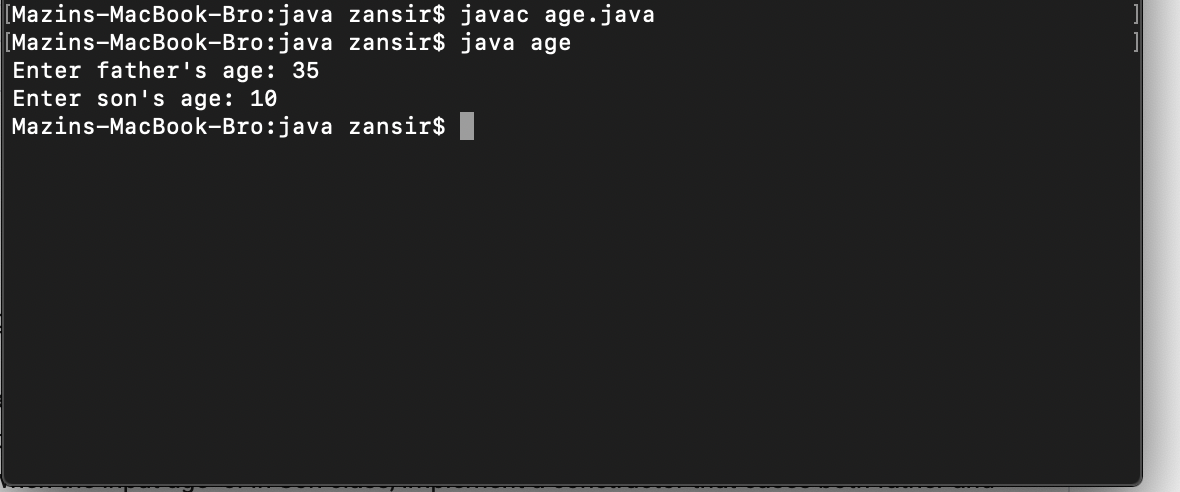 [Mazins-MacBook-Bro:java zansir$ javac age.java ]
[Mazins-MacBook-Bro:java zansir$ java age ]
Enter father's age: 35
Enter son's age: 10
Mazins-MacBook-Bro:java zansir$